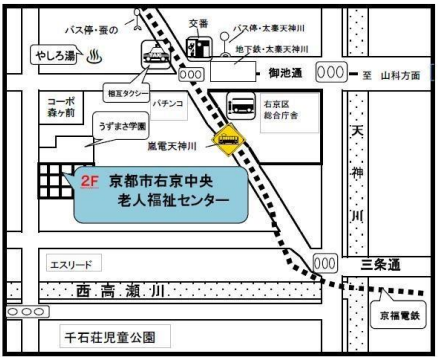 バス停・蚕の
交番
バス停・太秦天神川
地下鉄・太秦天神川
やしろ湯
御池通
至 山科方面
相互タクシー
パチンコ
コーポ
森ヶ前
うずまさ学園
右京区
総合庁舎
天神川
嵐電天神川
2F 京都市右京中央
老人福祉センター
エスリード
三条通
西高瀬川
京福電鉄
千石荘児童公園